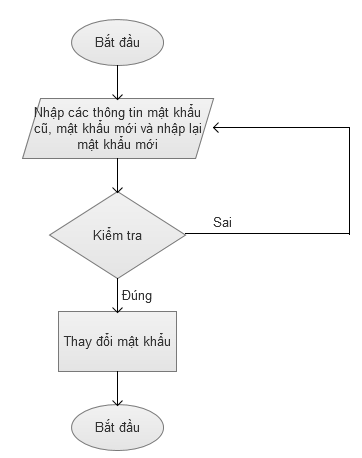 Bắt đầu
Nhập các thông tin mật khẩu
cũ, mật khẩu mới và nhập lại
mật khẩu mới
Kiểm tra
Sai
Đúng
Thay đổi mật khẩu
Bắt đầu